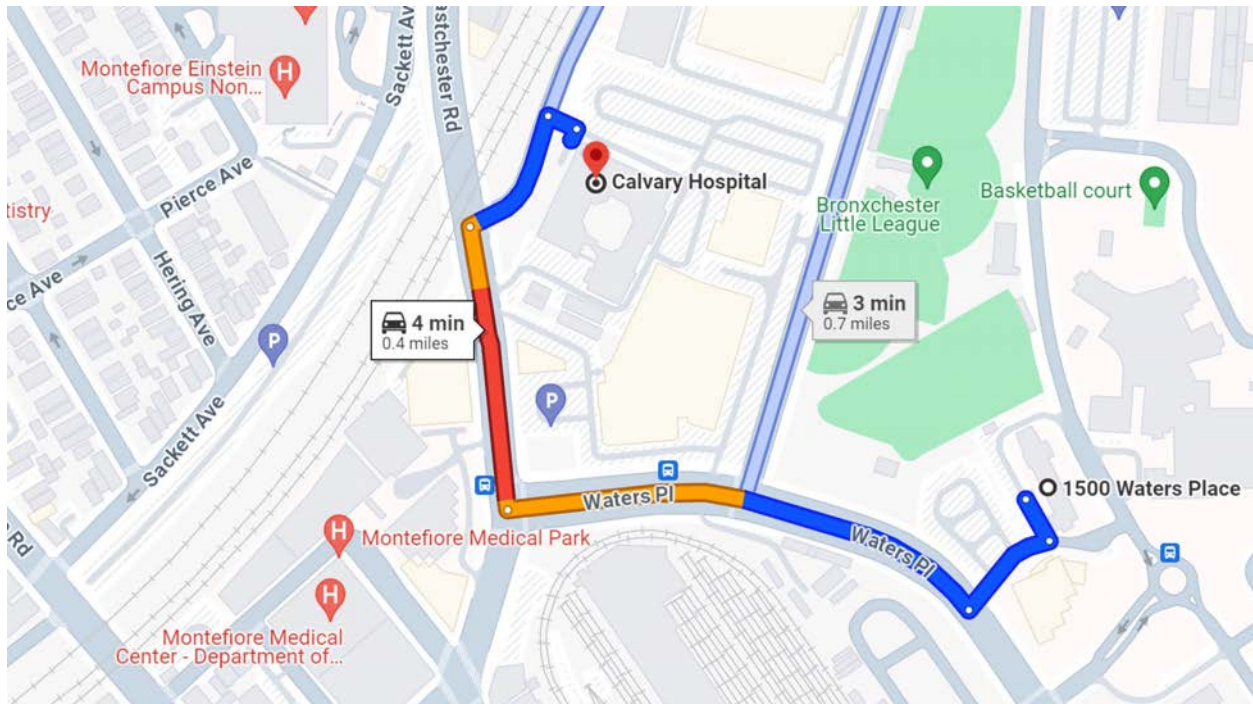 Sackett Av
astchester Rd
Montefiore Einstein
Campus Non...
H
Pierce Ave
tistry
Hering Ave
ce Ave
Calvary Hospital
Bronxchester
Little League
Basketball court
4 min
0.4 miles
3 min
0.7 miles
P
P
Sackett Ave
Waters Pl
Waters Pl
1500 Waters Place
Rd
H
Montefiore Medical Park
H
Montefiore Medical
Center - Department of...